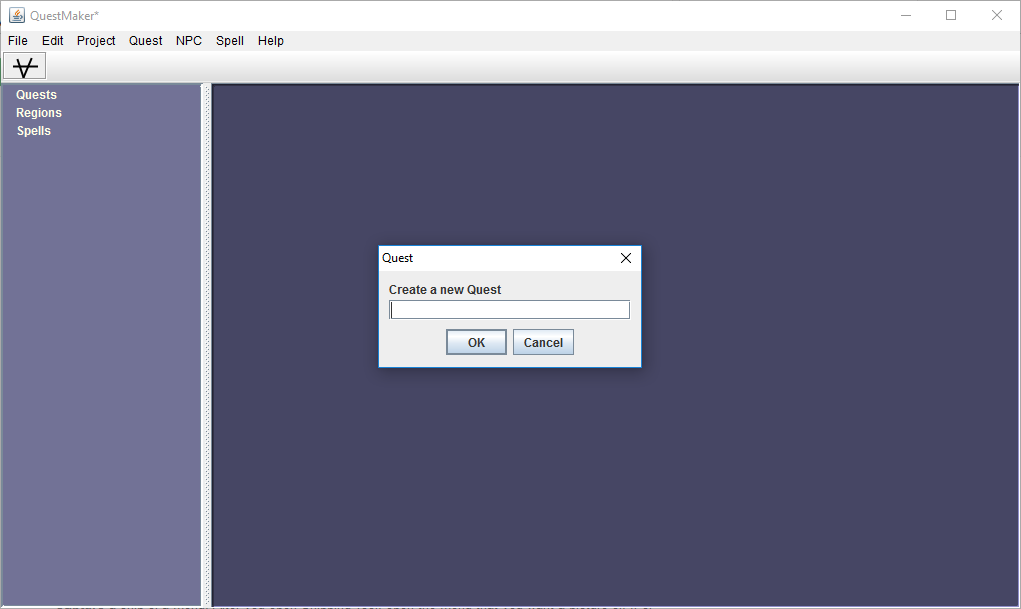 QuestMaker*
File Edit Project Quest NPC Spell Help
Quests
Regions
Spells
Quest
Create a new Quest
OK Cancel